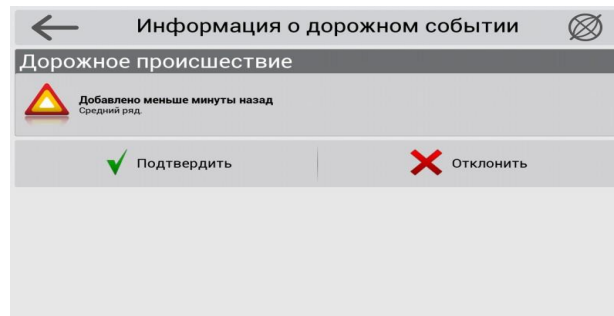 Информация о дорожном событии
Дорожное происшествие
Добавлено меньше минуты назад
Средний ряд.
Подтвердить
Отклонить